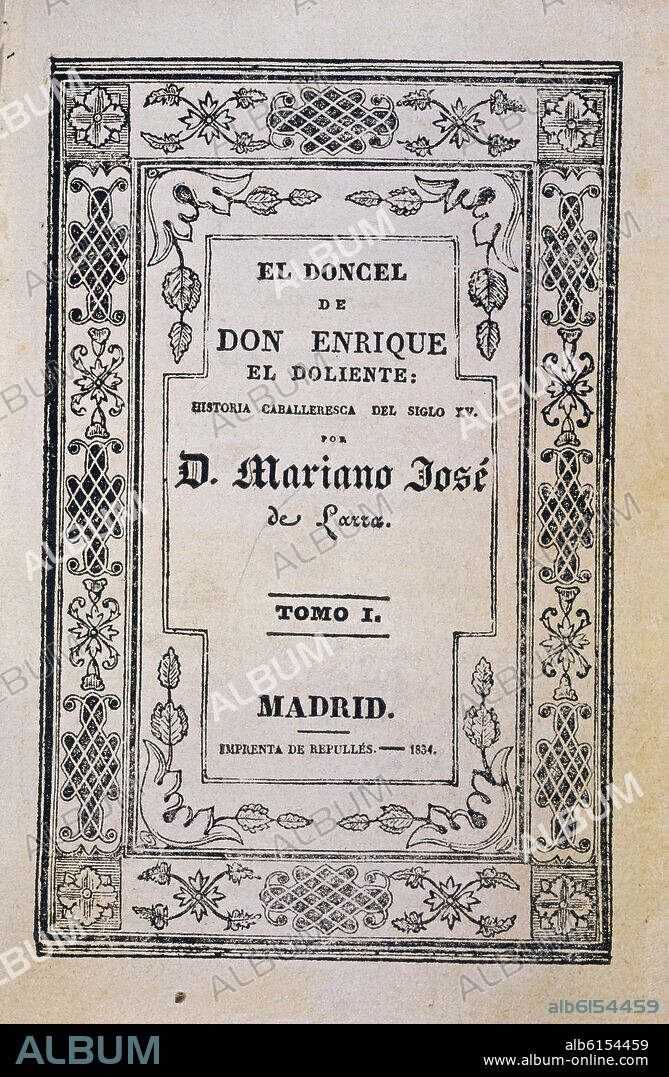 EL DONCEL
DE
DON ENRIQUE
EL DOLIENTE:
HISTORIA CABALLERESCA DEL SIGLO XV.
POR
D. Mariano José
de Larra.
TOMO I.
MADRID.
IMPRENTA DE REPULLÉS.—1834.
alb6154459
ALBUM
alb6154459
www.album-online.com